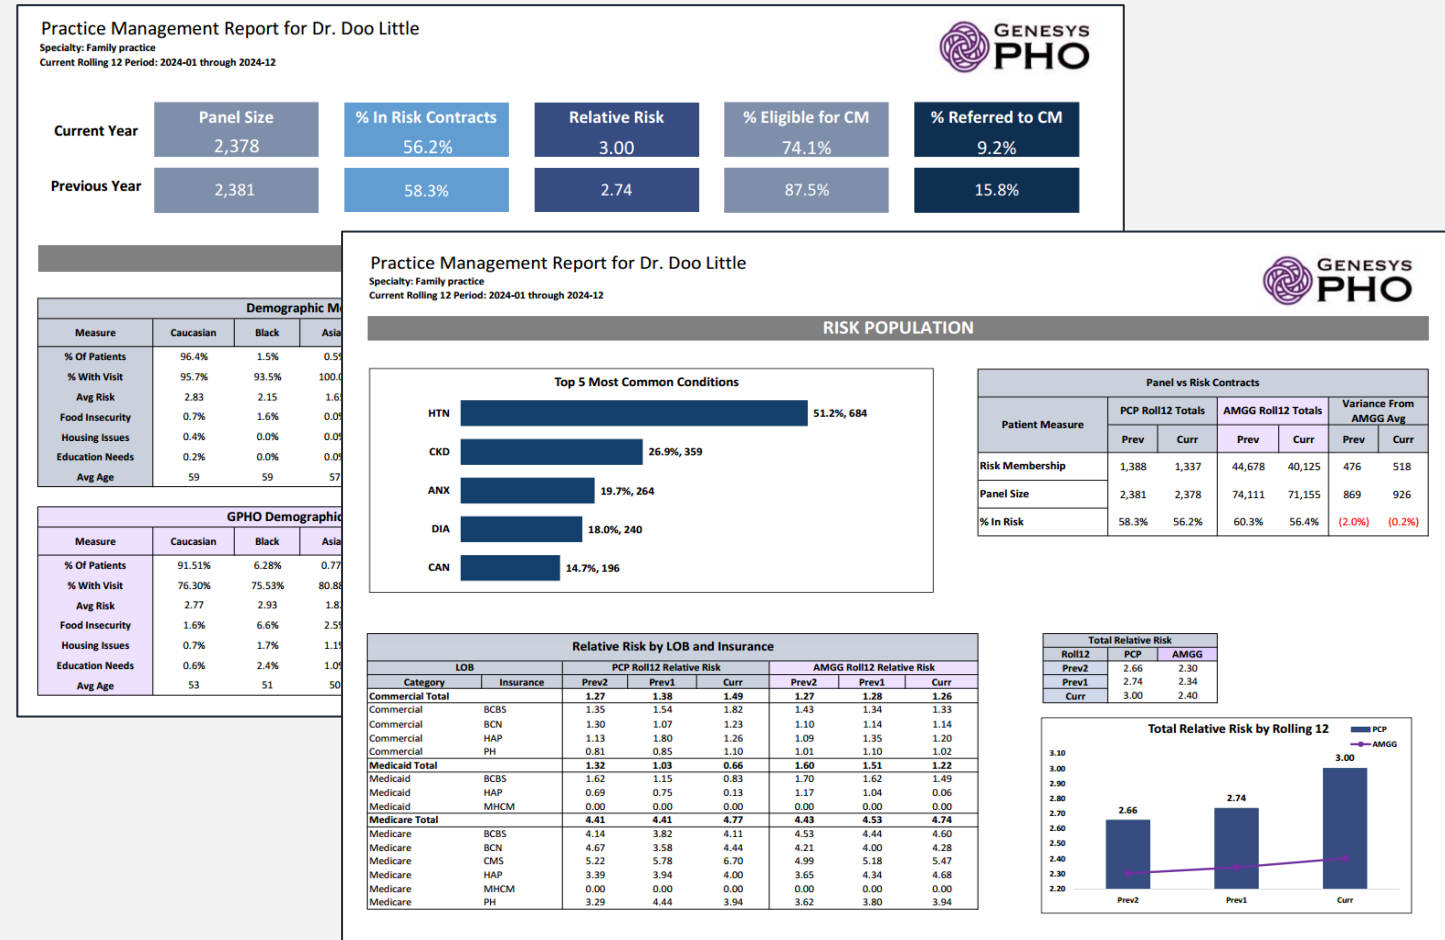 Practice Management Report for Dr. Doo Little
Specialty: Family practice
Current Rolling 12 Period: 2024-01 through 2024-12
GENESYS
PHO
Panel Size % In Risk Contracts Relative Risk % Eligible for CM % Referred to CM
Current Year 2,378 56.2% 3.00 74.1% 9.2%
Previous Year 2,381 58.3% 2.74 87.5% 15.8%
Demographic
Measure Caucasian Black
% Of Patients 96.4% 1.5%
% With Visit 95.7% 93.5%
Avg Risk 2.83 2.15
Food Insecurity 0.7% 1.6%
Housing Issues 0.4% 0.0%
Education Needs 0.2% 0.0%
Avg Age 59 59 57
GPHO Demographic
Measure Caucasian Black
% Of Patients 91.51% 6.28%
% With Visit 76.30% 75.53%
Avg Risk 2.77 2.93
Food Insecurity 1.6% 6.6%
Housing Issues 0.7% 1.7%
Education Needs 0.6% 2.4%
Avg Age 53 51 50
Practice Management Report for Dr. Doo Little
Specialty: Family practice
Current Rolling 12 Period: 2024-01 through 2024-12
GENESYS
PHO
RISK POPULATION
Top 5 Most Common Conditions
HTN 51.2%, 684
CKD 26.9%, 359
ANX 19.7%, 264
DIA 18.0%, 240
CAN 14.7%, 196
Panel vs Risk Contracts
Patient Measure PCP Roll12 Totals AMGG Roll12 Totals Variance From AMGG Avg
Prev Curr Prev Curr Prev Curr
Risk Membership 1,388 1,337 44,678 40,125 476 518
Panel Size 2,381 2,378 74,111 71,155 869 926
% In Risk 58.3% 56.2% 60.3% 56.4% (2.0%) (0.2%)
Relative Risk by LOB and Insurance
LOB PCP Roll12 Relative Risk AMGG Roll12 Relative Risk
Category Insurance Prev2 Prev1 Curr Prev2 Prev1 Curr
Commercial Total 1.27 1.38 1.49 1.27 1.28 1.26
Commercial BCBS 1.35 1.54 1.82 1.43 1.34 1.33
Commercial BCN 1.30 1.07 1.23 1.10 1.14 1.14
Commercial HAP 1.13 1.80 1.26 1.09 1.35 1.20
Commercial PH 0.81 0.85 1.10 1.01 1.10 1.02
Medicaid Total 1.32 1.03 0.66 1.60 1.51 1.22
Medicaid BCBS 1.62 1.15 0.83 1.70 1.62 1.49
Medicaid HAP 0.69 0.75 0.13 1.17 1.04 0.06
Medicaid MHCM 0.00 0.00 0.00 0.00 0.00 0.00
Medicare Total 4.41 4.41 4.77 4.43 4.53 4.74
Medicare BCBS 4.14 3.82 4.11 4.53 4.44 4.60
Medicare BCN 4.67 3.58 4.44 4.21 4.00 4.28
Medicare CMS 5.22 5.78 6.70 4.99 5.18 5.47
Medicare HAP 3.39 3.94 4.00 3.65 4.34 4.68
Medicare MHCM 0.00 0.00 0.00 0.00 0.00 0.00
Medicare PH 3.29 4.44 3.94 3.62 3.80 3.94
Total Relative Risk
Roll12 PCP AMGG
Prev2 2.66 2.30
Prev1 2.74 2.34
Curr 3.00 2.40
Total Relative Risk by Rolling 12
PCP
AMGG
3.10
3.00
2.90
2.80
2.70
2.60
2.50
2.40
2.30
2.20
2.66
2.74
3.00
Prev2 Prev1 Curr